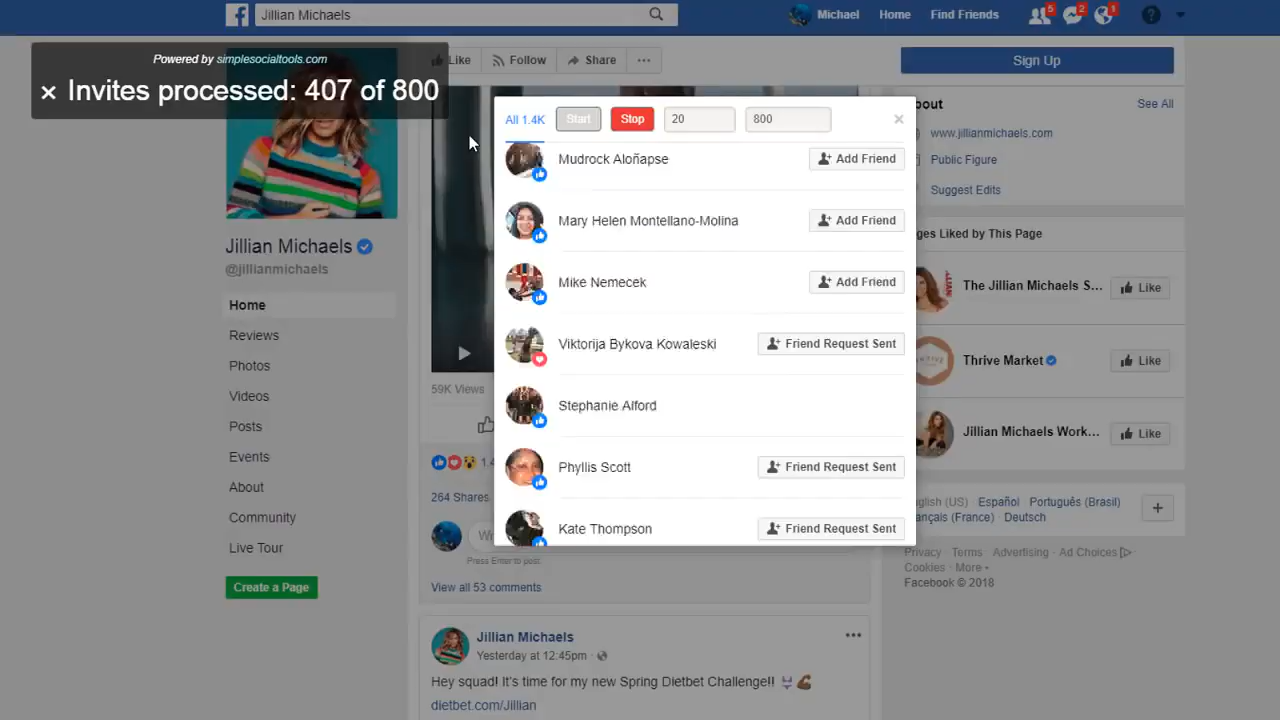 Jillian Michaels
Michael
Home
Find Friends
5
2
1
Powered by simplesocialtools.com
× Invites processed: 407 of 800
Like
Follow
Share
Sign Up
All 1.4K
Start
Stop
20
800
Mudrock Aloñapse
Add Friend
Mary Helen Montellano-Molina
Add Friend
Mike Nemecek
Add Friend
Viktorija Bykova Kowaleski
Friend Request Sent
Stephanie Alford
Phyllis Scott
Friend Request Sent
Kate Thompson
Friend Request Sent
Jillian Michaels
@jillianmichaels
Home
Reviews
Photos
Videos
Posts
Events
About
Community
Live Tour
Create a Page
59K Views
264 Shares
Press Enter to post.
View all 53 comments
Jillian Michaels
Yesterday at 12:45pm
Hey squad! It's time for my new Spring Dietbet Challenge!!
dietbet.com/Jillian
bout
See All
www.jillianmichaels.com
Public Figure
Suggest Edits
ges Liked by This Page
The Jillian Michaels S...
Like
Thrive Market
Like
Jillian Michaels Work...
Like
nglish (US) Español Português (Brasil)
ançais (France) Deutsch
Privacy Terms Advertising Ad Choices
Cookies More
Facebook © 2018